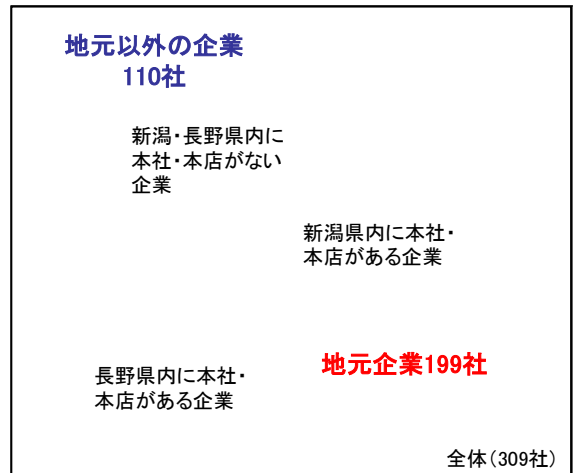 地元以外の企業
110社
新潟・長野県内に
本社・本店がない
企業
新潟県内に本社・
本店がある企業
地元企業199社
長野県内に本社・
本店がある企業
全体(309社)